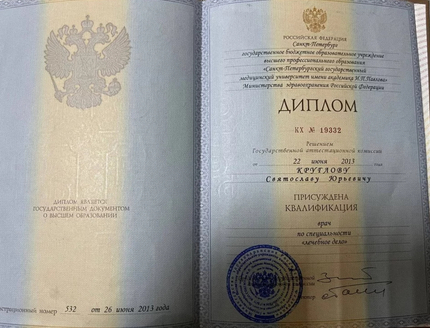 ДИПЛОМ ЯВЛЯЕТСЯ
ГОСУДАРСТВЕННЫМ ДОКУМЕНТОМ
О ВЫСШЕМ ОБРАЗОВАНИИ
532 от 26 июня 2013 года
РОССИЙСКАЯ ФЕДЕРАЦИЯ
Санкт-Петербург
государственное бюджетное образовательное учреждение
высшего профессионального образования
«Санкт-Петербургский государственный
медицинский университет имени академика И.П.Павлова»
Министерства здравоохранения Российской Федерации
ДИПЛОМ
№ 19332
Решением
Государственной аттестационной комиссии
от 22 июня 2013 года
КРУГЛОВУ
Святославу Юрьевичу
ПРИСУЖДЕНА
КВАЛИФИКАЦИЯ
врач
по специальности
«лечебное дело»